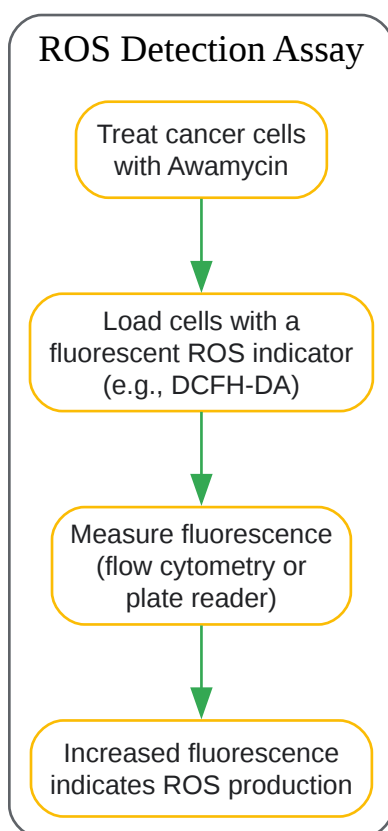 ROS Detection Assay
Treat cancer cells
with Awamycin
Load cells with a
fluorescent ROS indicator
(e.g., DCFH-DA)
Measure fluorescence
(flow cytometry or
plate reader)
Increased fluorescence
indicates ROS production